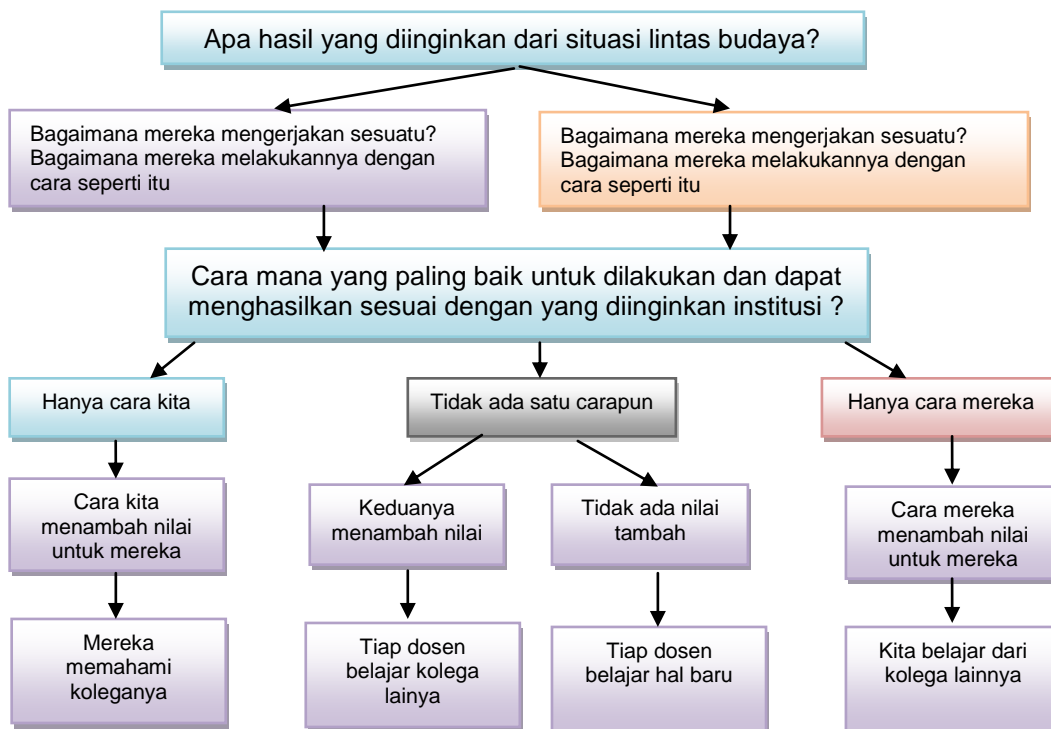 Apa hasil yang diinginkan dari situasi lintas budaya?
Bagaimana mereka mengerjakan sesuatu?
Bagaimana mereka melakukannya dengan
cara seperti itu
Bagaimana mereka mengerjakan sesuatu?
Bagaimana mereka melakukannya dengan
cara seperti itu
Cara mana yang paling baik untuk dilakukan dan dapat
menghasilkan sesuai dengan yang diinginkan institusi ?
Hanya cara kita
Tidak ada satu carapun
Hanya cara mereka
Cara kita
menambah nilai
untuk mereka
Keduanya
menambah nilai
Tidak ada nilai
tambah
Cara mereka
menambah nilai
untuk mereka
Mereka
memahami
koleganya
Tiap dosen
belajar kolega
lainya
Tiap dosen
belajar hal baru
Kita belajar dari
kolega lainnya